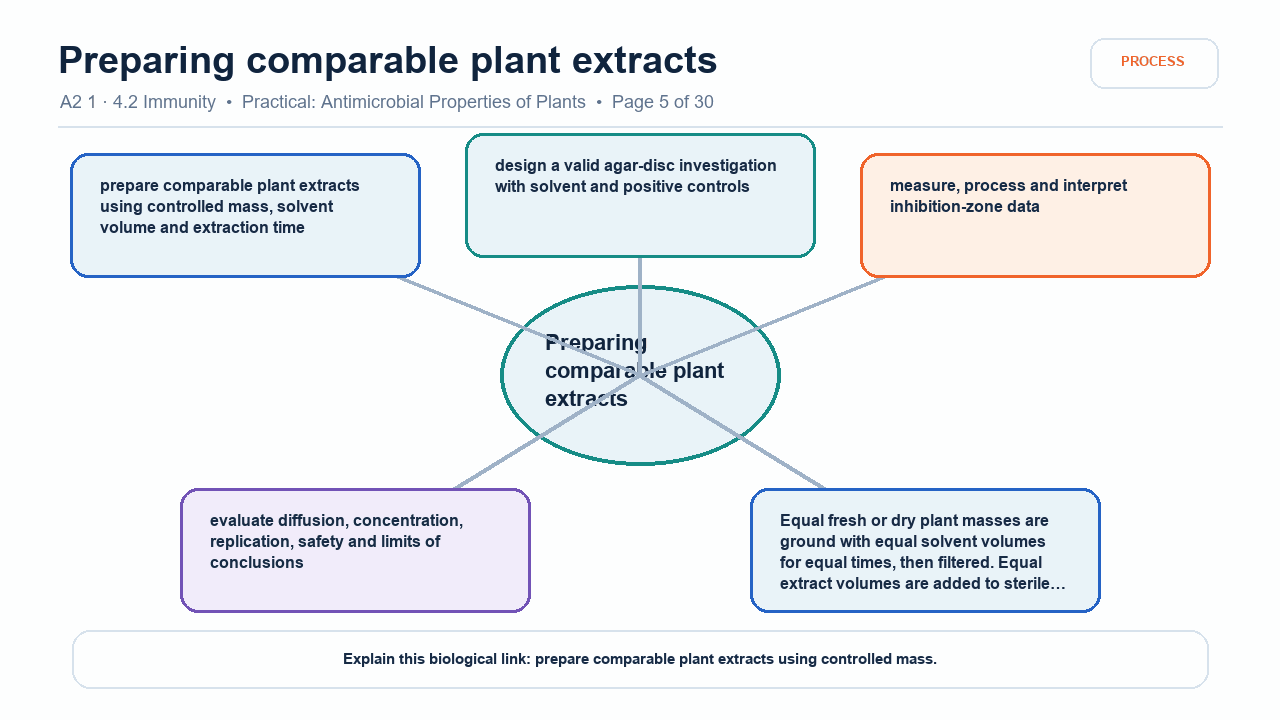 Preparing comparable plant extracts
PROCESS
A2 1 · 4.2 Immunity • Practical: Antimicrobial Properties of Plants • Page 5 of 30
prepare comparable plant extracts
using controlled mass, solvent
volume and extraction time
design a valid agar-disc investigation
with solvent and positive controls
measure, process and interpret
inhibition-zone data
Preparing
comparable plant
extracts
evaluate diffusion, concentration,
replication, safety and limits of
conclusions
Equal fresh or dry plant masses are
ground with equal solvent volumes
for equal times, then filtered. Equal
extract volumes are added to sterile…
Explain this biological link: prepare comparable plant extracts using controlled mass.